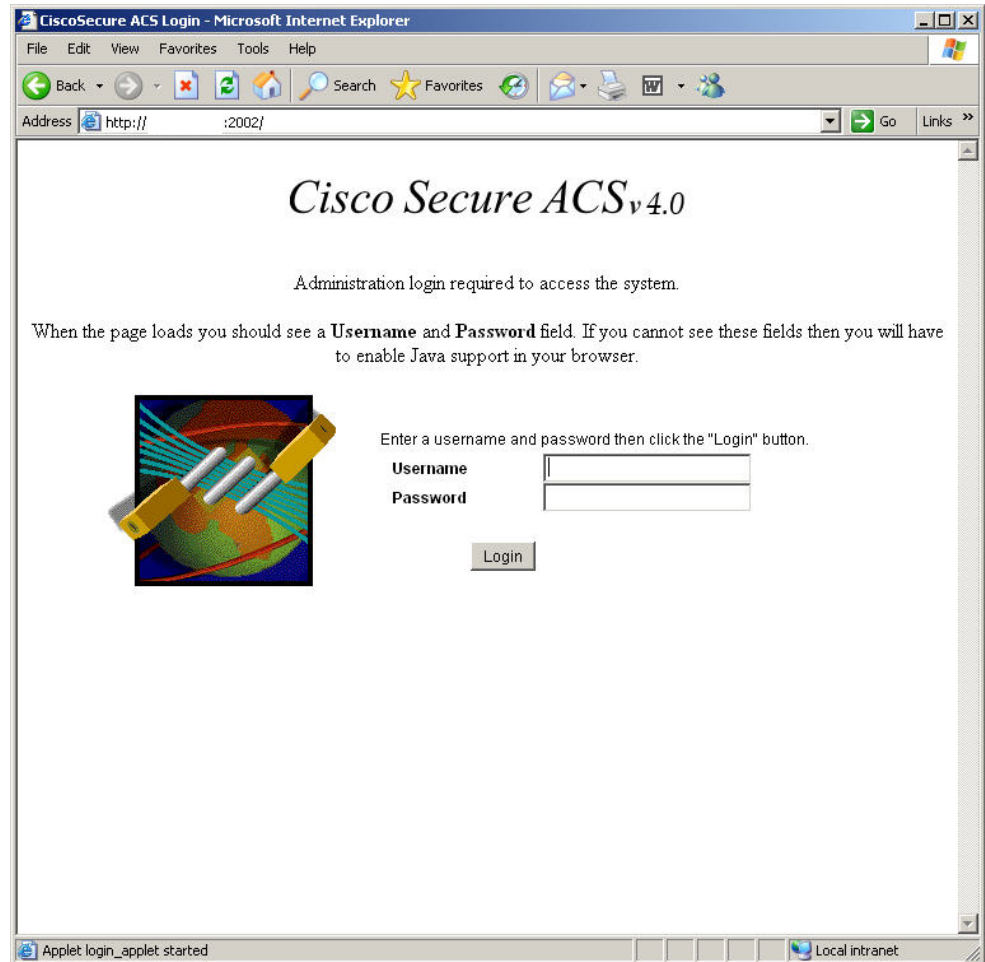 CiscoSecure ACS Login - Microsoft Internet Explorer
File Edit View Favorites Tools Help
Back Search Favorites
Address http:// :2002/ Go Links »
Cisco Secure ACS v 4.0
Administration login required to access the system.
When the page loads you should see a Username and Password field. If you cannot see these fields then you will have
to enable Java support in your browser.
Enter a username and password then click the "Login" button.
Username
Password
Login
Applet login_applet started Local intranet